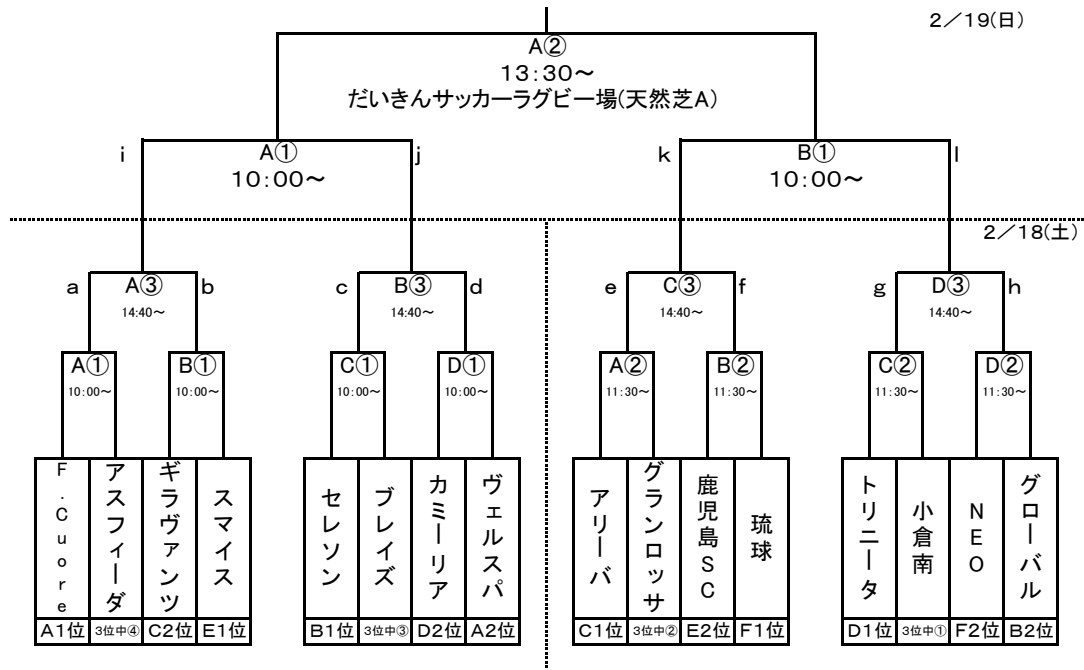 2／19(日)
A②
13:30～
だいきんサッカーラグビー場(天然芝A)
i
A①
j
k
B①
l
10:00～
10:00～
2／18(土)
a
A③
b
c
B③
d
e
C③
f
g
D③
h
14:40～
14:40～
14:40～
14:40～
A①
B①
C①
D①
A②
B②
C②
D②
10:00～
10:00～
10:00～
10:00～
11:30～
11:30～
11:30～
11:30～
F.Cuore
アスフィーダ
ギラヴァンツ
スマイス
セレソン
ブレイズ
カミーリア
ヴェルスパ
アリーバ
グランロッサ
鹿児島SC
琉球
トリニータ
小倉南
NEO
グローバル
A1位
3位中④
C2位
E1位
B1位
3位中③
D2位
A2位
C1位
3位中②
E2位
F1位
D1位
3位中①
F2位
B2位